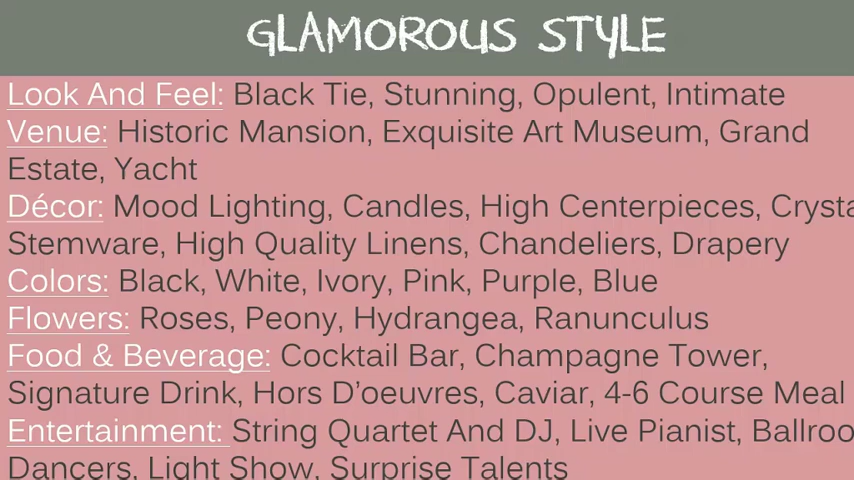 GLAMOROUS STYLE
Look And Feel: Black Tie, Stunning, Opulent, Intimate
Venue: Historic Mansion, Exquisite Art Museum, Grand
Estate, Yacht
Décor: Mood Lighting, Candles, High Centerpieces, Crysta
Stemware, High Quality Linens, Chandeliers, Drapery
Colors: Black, White, Ivory, Pink, Purple, Blue
Flowers: Roses, Peony, Hydrangea, Ranunculus
Food & Beverage: Cocktail Bar, Champagne Tower,
Signature Drink, Hors D’oeuvres, Caviar, 4-6 Course Meal
Entertainment: String Quartet And DJ, Live Pianist, Ballroo
Dancers, Light Show, Surprise Talents